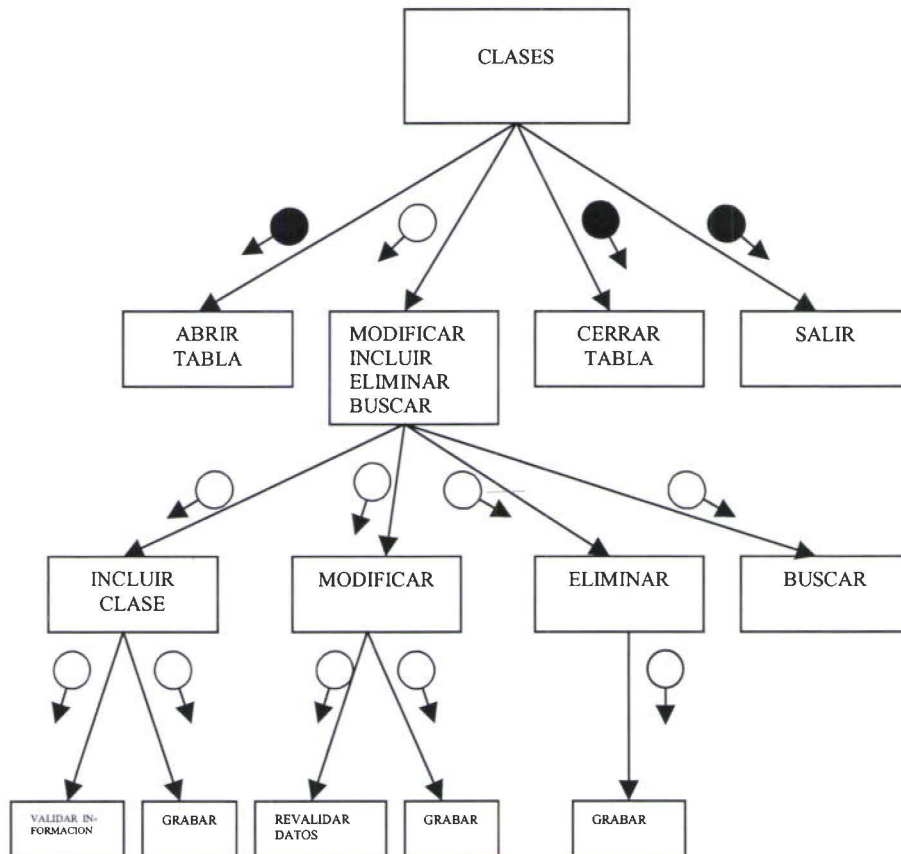 CLASES
ABRIR
TABLA
MODIFICAR
INCLUIR
ELIMINAR
BUSCAR
CERRAR
TABLA
SALIR
INCLUIR
CLASE
MODIFICAR
ELIMINAR
BUSCAR
VALIDAR IN-
FORMACION
GRABAR
REVALIDAR
DATOS
GRABAR
GRABAR